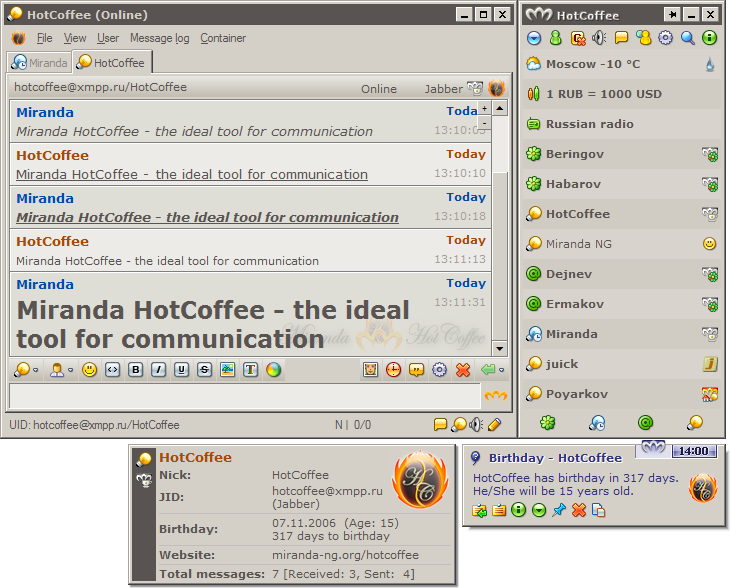 HotCoffee (Online)
File View User Message log Container
Miranda HotCoffee
hotcoffee@xmpp.ru/HotCoffee Online Jabber
Miranda Today
Miranda HotCoffee - the ideal tool for communication 13:10:03
HotCoffee Today
Miranda HotCoffee - the ideal tool for communication 13:10:10
Miranda Today
Miranda HotCoffee - the ideal tool for communication 13:10:18
HotCoffee Today
Miranda HotCoffee - the ideal tool for communication 13:11:13
Miranda Today
Miranda HotCoffee - the ideal 13:11:31
tool for communication
Miranda Hot Coffee
B I U S T
UID: hotcoffee@xmpp.ru/HotCoffee N | 0/0
HotCoffee
Moscow -10 °C
1 RUB = 1000 USD
Russian radio
Beringov
Habarov
HotCoffee
Miranda NG
Dejnev
Ermakov
Miranda
juick J
Poyarkov
HotCoffee
Nick: HotCoffee
JID: hotcoffee@xmpp.ru
(Jabber)
Birthday: 07.11.2006 (Age: 15)
317 days to birthday
Website: miranda-ng.org/hotcoffee
Total messages: 7 [Received: 3, Sent: 4]
HC
Birthday - HotCoffee 14:00
HotCoffee has birthday in 317 days.
He/She will be 15 years old.
HC